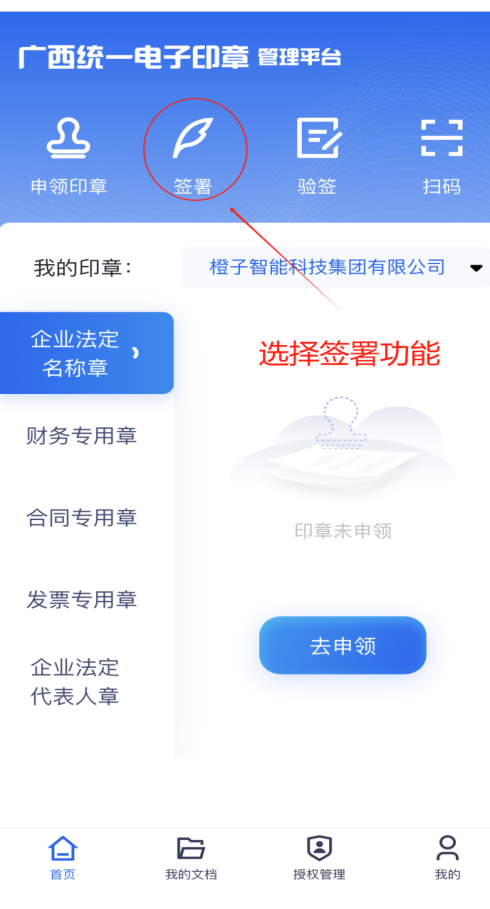 广西统一电子印章 管理平台
申领印章 签署 验签 扫码
我的印章： 橙子智能科技集团有限公司
企业法定
名称章
选择签署功能
财务专用章
合同专用章
印章未申领
发票专用章
去申领
企业法定
代表人章
首页 我的文档 授权管理 我的